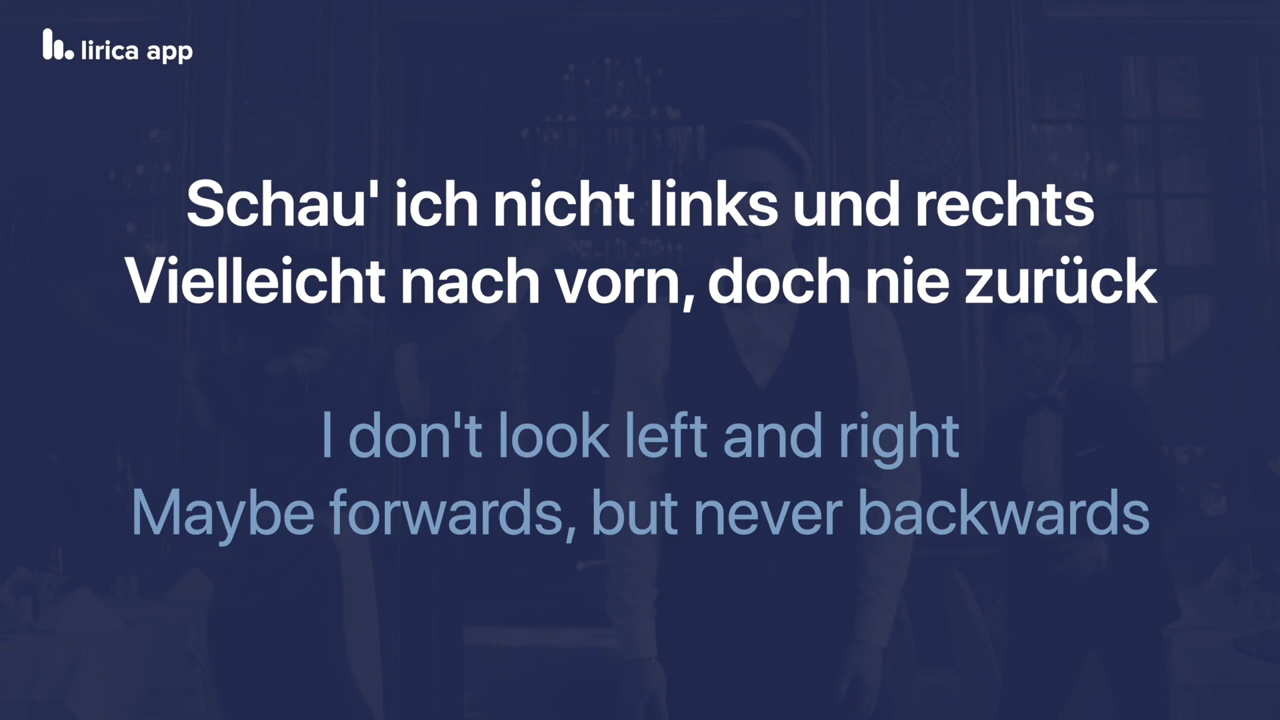 lirica app
Schau' ich nicht links und rechts
Vielleicht nach vorn, doch nie zurück
I don't look left and right
Maybe forwards, but never backwards